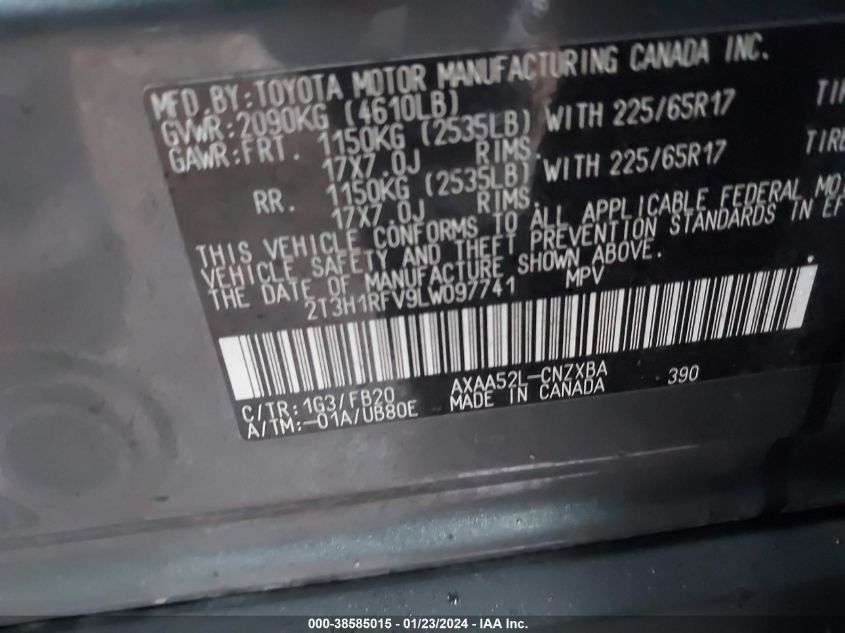 MFD. BY: TOYOTA MOTOR MANUFACTURING CANADA INC.
GVWR: 2090KG (4610LB)
GAWR: FRT. 1150KG (2535LB) WITH 225/65R17
17X7.0J RIMS.
RR. 1150KG (2535LB) WITH 225/65R17
17X7.0J RIMS.
THIS VEHICLE CONFORMS TO ALL APPLICABLE FEDERAL
VEHICLE SAFETY AND THEFT PREVENTION STANDARDS IN
THE DATE OF MANUFACTURE SHOWN ABOVE.
2T3H1RFV9LW097741 MPV
C/TR: 1G3/FB20 AXAA52L-CNZXBA 390
A/TM:-01A/UB80E MADE IN CANADA
000-38585015 - 01/23/2024 - IAAI Inc.